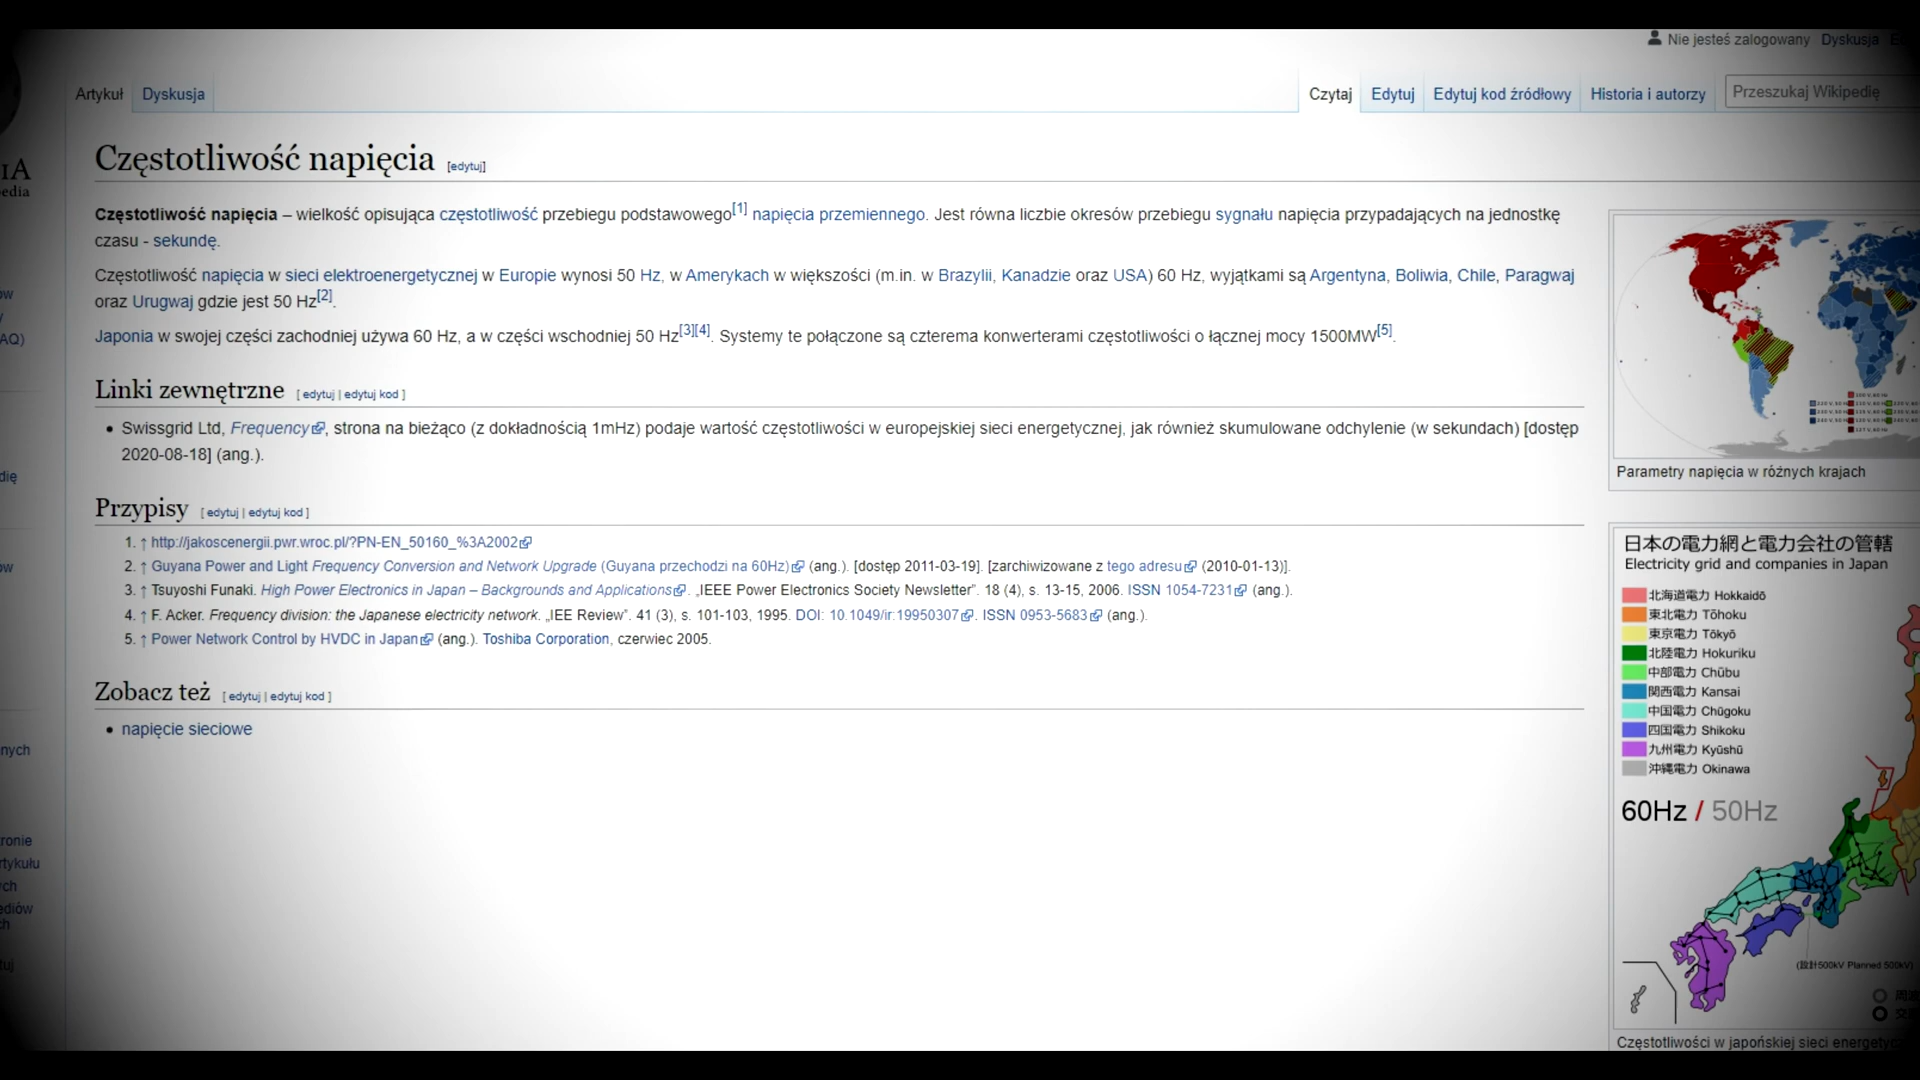 Nie jesteś zalogowany Dyskusja
Artykuł Dyskusja
Czytaj Edytuj Edytuj kod źródłowy Historia i autorzy Przeszukaj Wikipedię
Częstotliwość napięcia [edytuj]
Częstotliwość napięcia – wielkość opisująca częstotliwość przebiegu podstawowego[1] napięcia przemiennego. Jest równa liczbie okresów przebiegu sygnału napięcia przypadających na jednostkę
czasu - sekundę.
Częstotliwość napięcia w sieci elektroenergetycznej w Europie wynosi 50 Hz, w Amerykach w większości (m.in. w Brazylii, Kanadzie oraz USA) 60 Hz, wyjątkami są Argentyna, Boliwia, Chile, Paragwaj
oraz Urugwaj gdzie jest 50 Hz[2].
Japonia w swojej części zachodniej używa 60 Hz, a w części wschodniej 50 Hz[3][4]. Systemy te połączone są czterema konwerterami częstotliwości o łącznej mocy 1500MW[5].
Linki zewnętrzne [ edytuj | edytuj kod ]
• Swissgrid Ltd, Frequency, strona na bieżąco (z dokładnością 1mHz) podaje wartość częstotliwości w europejskiej sieci energetycznej, jak również skumulowane odchylenie (w sekundach) [dostęp
2020-08-18] (ang.).
Przypisy [ edytuj | edytuj kod ]
1. ↑ http://jakoscenergii.pwr.wroc.pl/?PN-EN_50160_%3A2002
2. ↑ Guyana Power and Light Frequency Conversion and Network Upgrade (Guyana przechodzi na 60Hz) (ang.). [dostęp 2011-03-19]. [zarchiwizowane z tego adresu (2010-01-13)].
3. ↑ Tsuyoshi Funaki. High Power Electronics in Japan – Backgrounds and Applications. „IEEE Power Electronics Society Newsletter”. 18 (4), s. 13-15, 2006. ISSN 1054-7231 (ang.).
4. ↑ F. Acker. Frequency division: the Japanese electricity network. „IEE Review”. 41 (3), s. 101-103, 1995. DOI: 10.1049/ir:19950307. ISSN 0953-5683 (ang.).
5. ↑ Power Network Control by HVDC in Japan (ang.). Toshiba Corporation, czerwiec 2005.
Zobacz też [ edytuj | edytuj kod ]
• napięcie sieciowe
Parametry napięcia w różnych krajach
日本の電力網と電力会社の管轄
Electricity grid and companies in Japan
北海道電力 Hokkaidō
東北電力 Tōhoku
東京電力 Tōkyō
北陸電力 Hokuriku
中部電力 Chūbu
関西電力 Kansai
中国電力 Chūgoku
四国電力 Shikoku
九州電力 Kyūshū
沖縄電力 Okinawa
60Hz / 50Hz
(設計500kV Planned 500kV)
Częstotliwości w japońskiej sieci